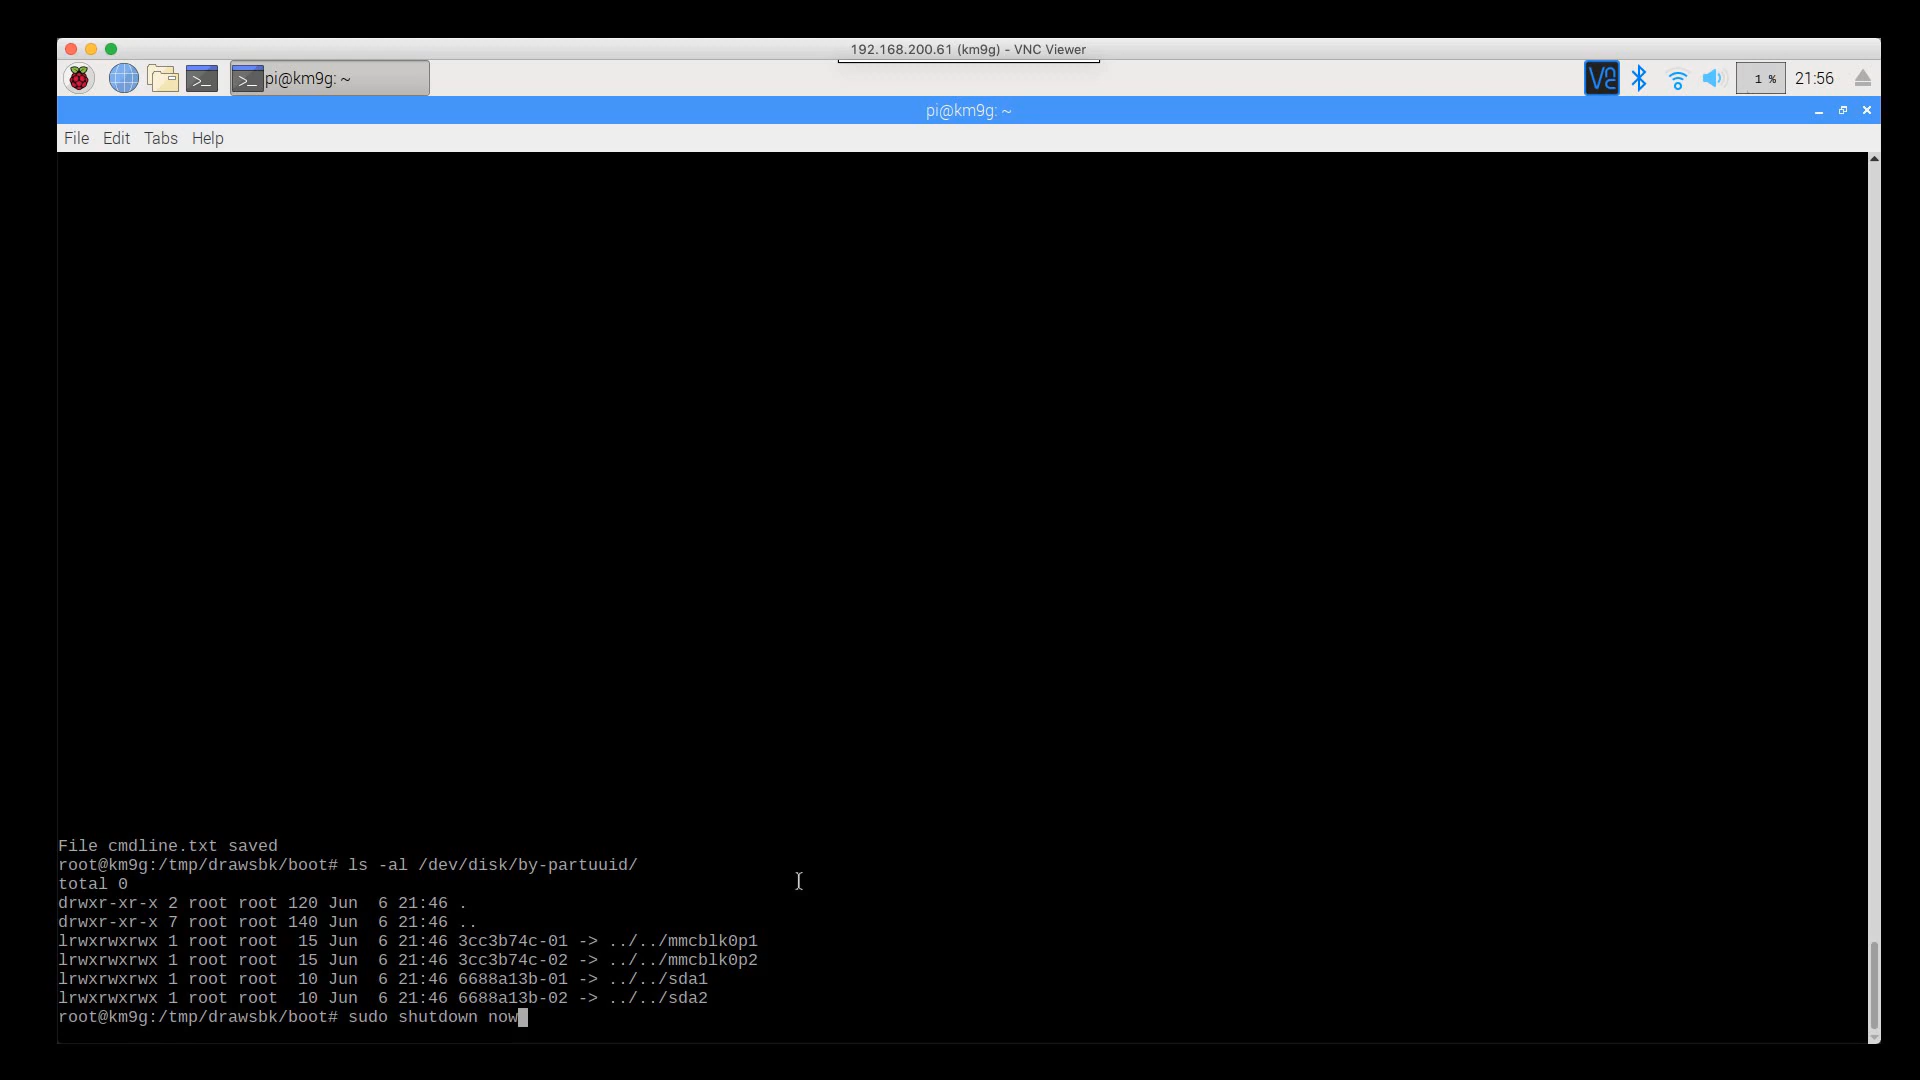 192.168.200.61 (km9g) - VNC Viewer
pi@km9g: ~
1 %
21:56
pi@km9g: ~
File Edit Tabs Help
File cmdline.txt saved
root@km9g:/tmp/drawsbk/boot# ls -al /dev/disk/by-partuuid/
total 0
drwxr-xr-x 2 root root 120 Jun  6 21:46 .
drwxr-xr-x 7 root root 140 Jun  6 21:46 ..
lrwxrwxrwx 1 root root  15 Jun  6 21:46 3cc3b74c-01 -> ../../mmcblk0p1
lrwxrwxrwx 1 root root  15 Jun  6 21:46 3cc3b74c-02 -> ../../mmcblk0p2
lrwxrwxrwx 1 root root  10 Jun  6 21:46 6688a13b-01 -> ../../sda1
lrwxrwxrwx 1 root root  10 Jun  6 21:46 6688a13b-02 -> ../../sda2
root@km9g:/tmp/drawsbk/boot# sudo shutdown now